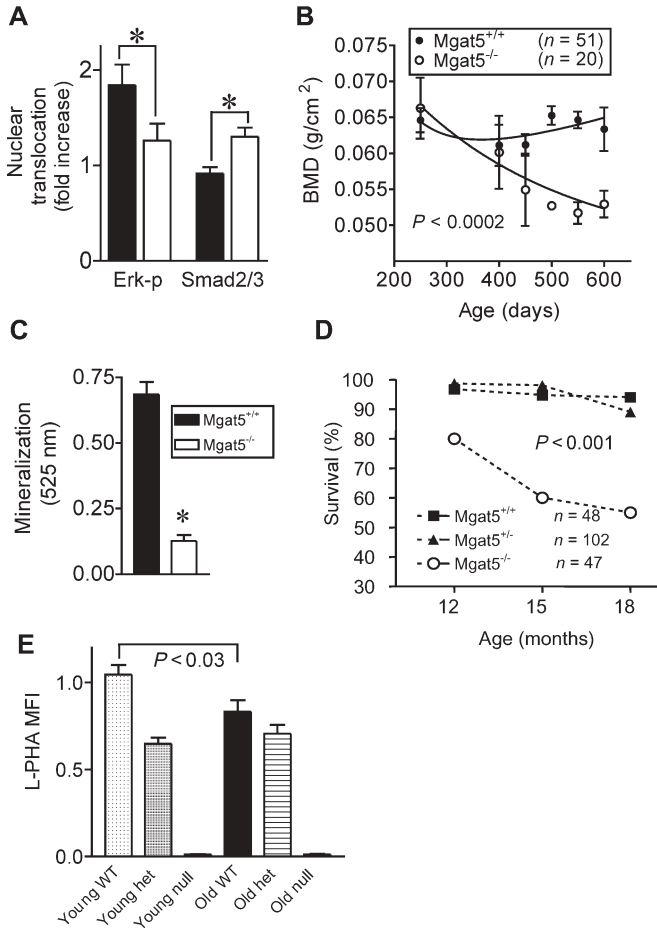 A
Nuclear
translocation
(fold increase)
2
1
0
*
*
Erk-p
Smad2/3
B
BMD (g/cm²)
0.075
0.070
0.065
0.060
0.055
0.050
Mgat5+/+ (n = 51)
Mgat5-/- (n = 20)
P < 0.0002
200 300 400 500 600
Age (days)
C
Mineralization
(525 nm)
0.75
0.50
0.25
0.00
Mgat5+/+
Mgat5-/-
*
D
Survival (%)
100
90
80
70
60
50
40
30
P < 0.001
Mgat5+/+ n = 48
Mgat5+/- n = 102
Mgat5-/- n = 47
12 15 18
Age (months)
E
L-PHA MFI
1.0
0.5
0.0
P < 0.03
Young WT
Young het
Young null
Old WT
Old het
Old null